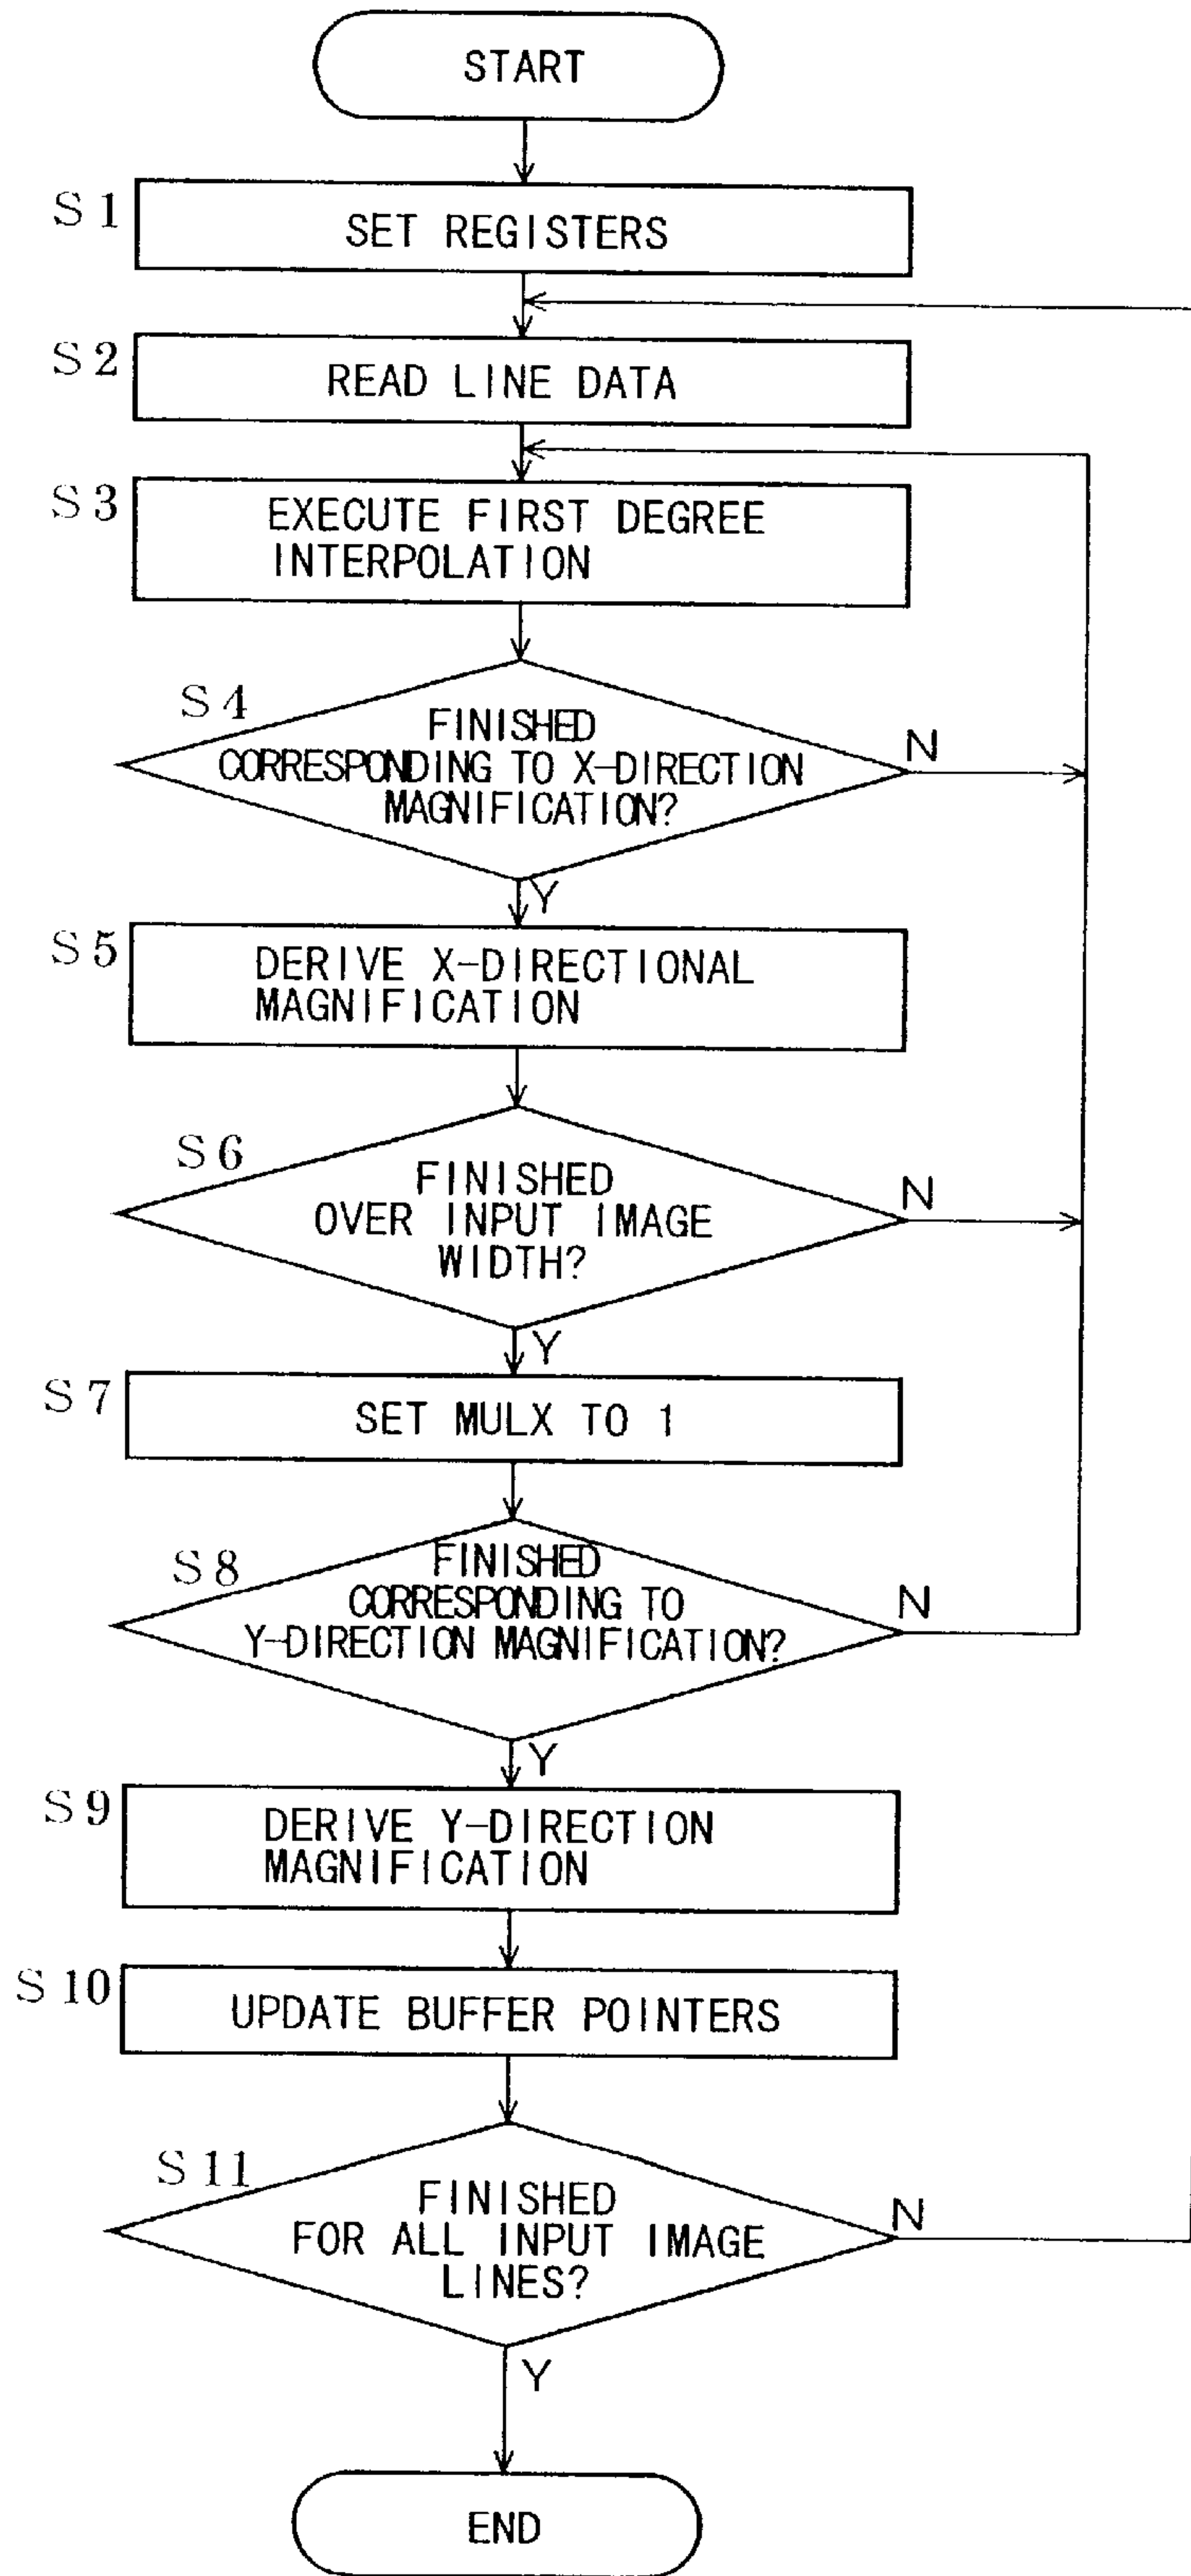 START
S1
SET REGISTERS
S2
READ LINE DATA
S3
EXECUTE FIRST DEGREE
INTERPOLATION
S4
FINISHED
CORRESPONDING TO X-DIRECTION
MAGNIFICATION?
N
Y
S5
DERIVE X-DIRECTIONAL
MAGNIFICATION
S6
FINISHED
OVER INPUT IMAGE
WIDTH?
N
Y
S7
SET MULX TO 1
S8
FINISHED
CORRESPONDING TO
Y-DIRECTION MAGNIFICATION?
N
Y
S9
DERIVE Y-DIRECTION
MAGNIFICATION
S10
UPDATE BUFFER POINTERS
S11
FINISHED
FOR ALL INPUT IMAGE
LINES?
N
Y
END